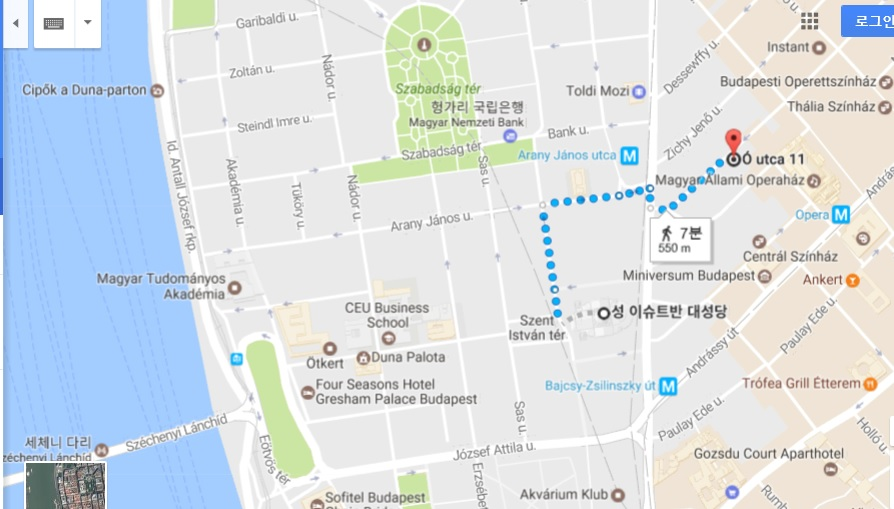 로그인
Garibaldi u.
Instant
Zoltán u.
Nádor u.
Dessewffy u.
Cipők a Duna-parton
Szabadság tér
Toldi Mozi
Budapesti Operettszínház
헝가리 국립은행
Magyar Nemzeti Bank
Thália Színház
Steindl Imre u.
Bank u.
Zichy Jenő u.
Szabadság tér
Arany János utca
M
Ó utca 11
Id. Antall József rkp.
Akadémia u.
Tüköry u.
Nádor u.
Sas u.
Magyar Állami Operaház
Arany János u.
Opera
M
7분
550 m
Centrál Színház
Magyar Tudományos
Akadémia
Miniversum Budapest
Ankert
CEU Business
School
성 이슈트반 대성당
Szent
István tér
Paulay Ede u.
Andrássy út
Ötkert
Duna Palota
Four Seasons Hotel
Gresham Palace Budapest
Bajcsy-Zsilinszky út
M
Trófea Grill Étterem
Sas u.
Paulay Ede u.
Holló u.
세체니 다리
Széchenyi Lánchíd
Széchenyi Lánchíd
Eötvös tér
József Attila u.
Gozsdu Court Aparthotel
Sofitel Budapest
Akvárium Klub